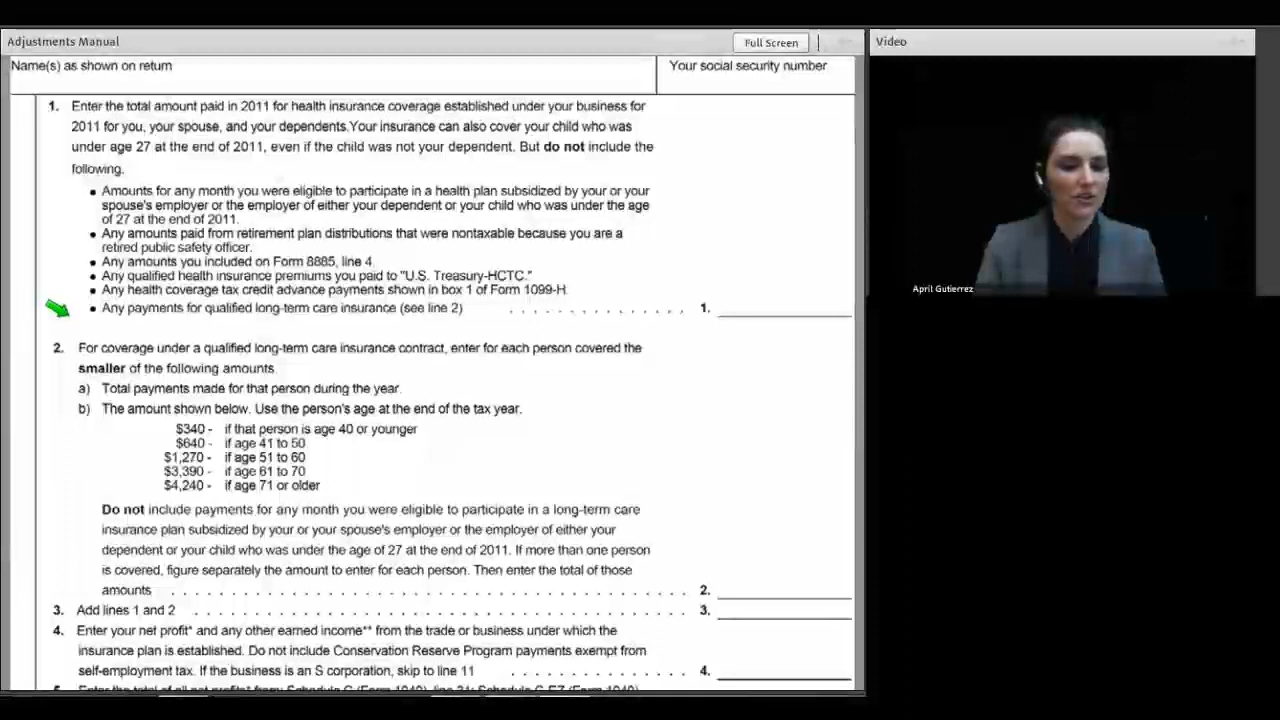 Adjustments Manual
Full Screen
Video
Name(s) as shown on return
Your social security number
1. Enter the total amount paid in 2011 for health insurance coverage established under your business for
2011 for you, your spouse, and your dependents.Your insurance can also cover your child who was
under age 27 at the end of 2011, even if the child was not your dependent. But do not include the
following.
• Amounts for any month you were eligible to participate in a health plan subsidized by your or your
spouse's employer or the employer of either your dependent or your child who was under the age
of 27 at the end of 2011.
• Any amounts paid from retirement plan distributions that were nontaxable because you are a
retired public safety officer.
• Any amounts you included on Form 8885, line 4.
• Any qualified health insurance premiums you paid to "U.S. Treasury-HCTC."
• Any health coverage tax credit advance payments shown in box 1 of Form 1099-H
• Any payments for qualified long-term care insurance (see line 2) . . . . . . . . . . . . . 1.
2. For coverage under a qualified long-term care insurance contract, enter for each person covered the
smaller of the following amounts
a) Total payments made for that person during the year.
b) The amount shown below. Use the person's age at the end of the tax year.
$340 - if that person is age 40 or younger
$640 - if age 41 to 50
$1,270 - if age 51 to 60
$3,390 - if age 61 to 70
$4,240 - if age 71 or older
Do not include payments for any month you were eligible to participate in a long-term care
insurance plan subsidized by your or your spouse's employer or the employer of either your
dependent or your child who was under the age of 27 at the end of 2011. If more than one person
is covered, figure separately the amount to enter for each person. Then enter the total of those
amounts . . . . . . . . . . . . . . . . . . . . . . . . . . . . . . . . . . . 2.
3. Add lines 1 and 2 . . . . . . . . . . . . . . . . . . . . . . . . . . . . . . . . . 3.
4. Enter your net profit* and any other earned income** from the trade or business under which the
insurance plan is established. Do not include Conservation Reserve Program payments exempt from
self-employment tax. If the business is an S corporation, skip to line 11 . . . . . . . . . . . . . 4.
5. Enter the total of all net profits* from: Schedule C (Form 1040), line 31; Schedule C-EZ (Form 1040),
April Gutierrez